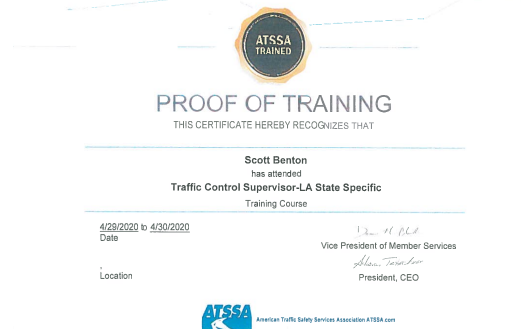 ATSSA
TRAINED
PROOF OF TRAINING
THIS CERTIFICATE HEREBY RECOGNIZES THAT
Scott Benton
has attended
Traffic Control Supervisor-LA State Specific
Training Course
4/29/2020 to 4/30/2020
Date
Vice President of Member Services
,
Location
President, CEO
ATSSA
American Traffic Safety Services Association ATSSA.com